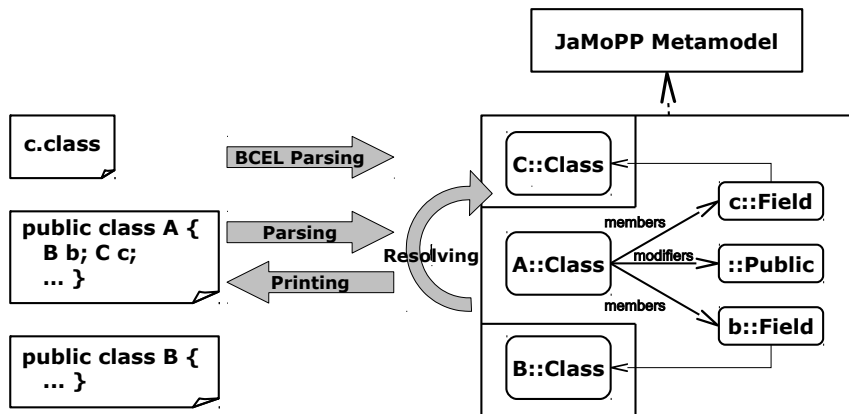 JaMoPP Metamodel
c.class
BCEL Parsing
C::Class
c::Field
public class A {
B b; C c;
... }
Parsing
Resolving
Printing
members
A::Class
modifiers
::Public
members
b::Field
public class B {
... }
B::Class